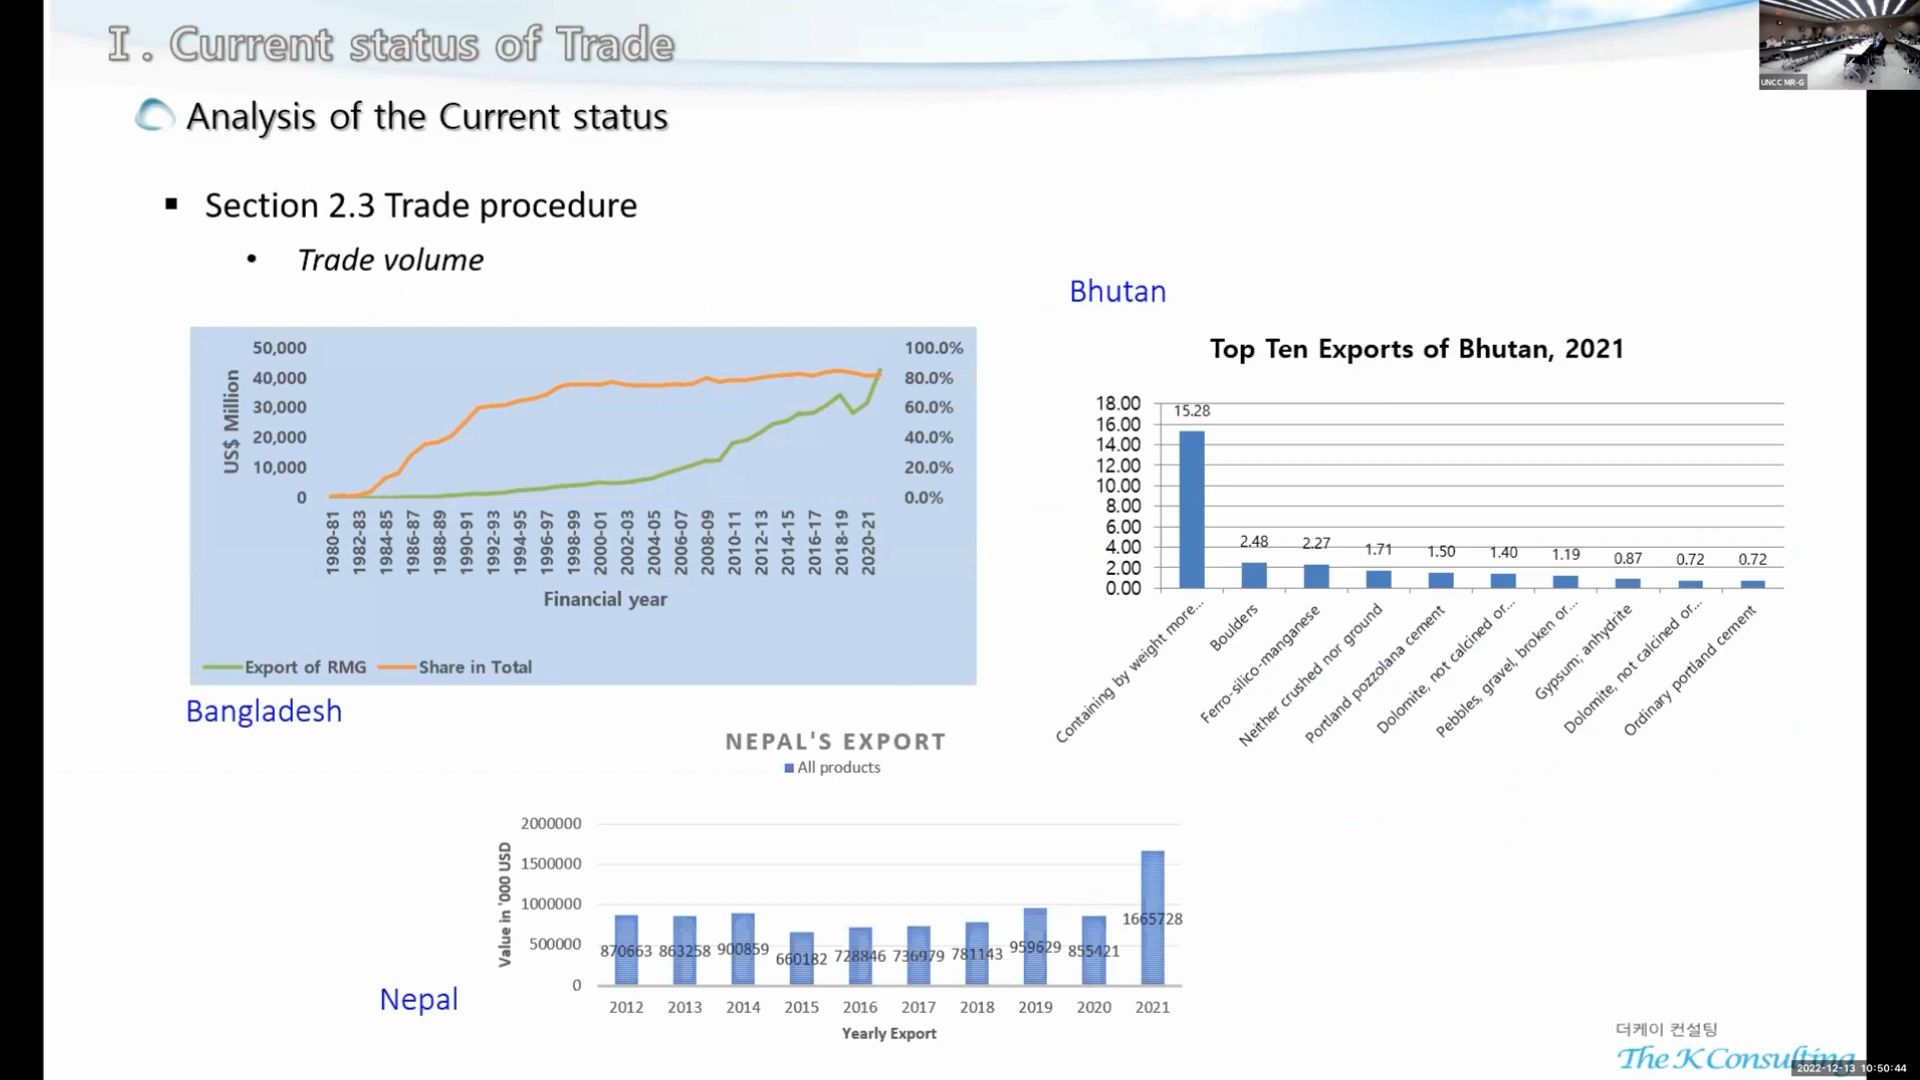 I. Current status of Trade
UNCC MR-G
Analysis of the Current status
▪ Section 2.3 Trade procedure
• Trade volume
50,000
40,000
30,000
20,000
10,000
0
US$ Million
100.0%
80.0%
60.0%
40.0%
20.0%
0.0%
1980-81
1982-83
1984-85
1986-87
1988-89
1990-91
1992-93
1994-95
1996-97
1998-99
2000-01
2002-03
2004-05
2006-07
2008-09
2010-11
2012-13
2014-15
2016-17
2018-19
2020-21
Financial year
Export of RMG
Share in Total
Bangladesh
Bhutan
Top Ten Exports of Bhutan, 2021
18.00
16.00
14.00
12.00
10.00
8.00
6.00
4.00
2.00
0.00
15.28
2.48
2.27
1.71
1.50
1.40
1.19
0.87
0.72
0.72
Containing by weight more...
Boulders
Ferro-silico-manganese
Neither crushed nor ground
Portland pozzolana cement
Dolomite, not calcined or...
Pebbles, gravel, broken or...
Gypsum; anhydrite
Dolomite, not calcined or...
Ordinary portland cement
NEPAL'S EXPORT
All products
2000000
1500000
1000000
500000
0
Value in '000 USD
870663
863258
900859
660182
728846
736979
781143
959629
855421
1665728
2012
2013
2014
2015
2016
2017
2018
2019
2020
2021
Yearly Export
Nepal
더케이 컨설팅
The K Consulting
2022-12-13 10:50:44